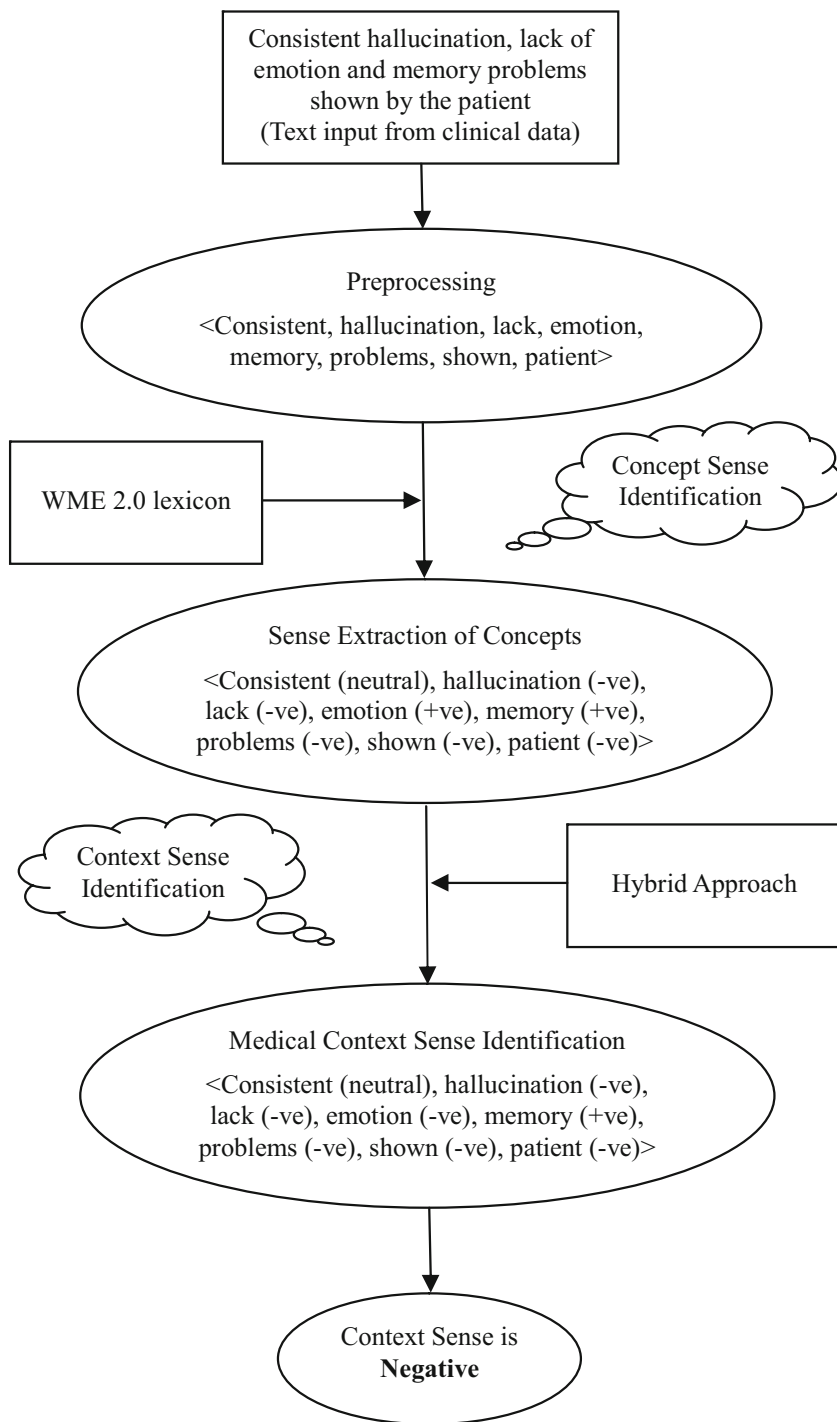 Consistent hallucination, lack of
emotion and memory problems
shown by the patient
(Text input from clinical data)
Preprocessing
<Consistent, hallucination, lack, emotion,
memory, problems, shown, patient>
WME 2.0 lexicon
Concept Sense
Identification
Sense Extraction of Concepts
<Consistent (neutral), hallucination (-ve),
lack (-ve), emotion (+ve), memory (+ve),
problems (-ve), shown (-ve), patient (-ve)>
Context Sense
Identification
Hybrid Approach
Medical Context Sense Identification
<Consistent (neutral), hallucination (-ve),
lack (-ve), emotion (-ve), memory (+ve),
problems (-ve), shown (-ve), patient (-ve)>
Context Sense is
Negative